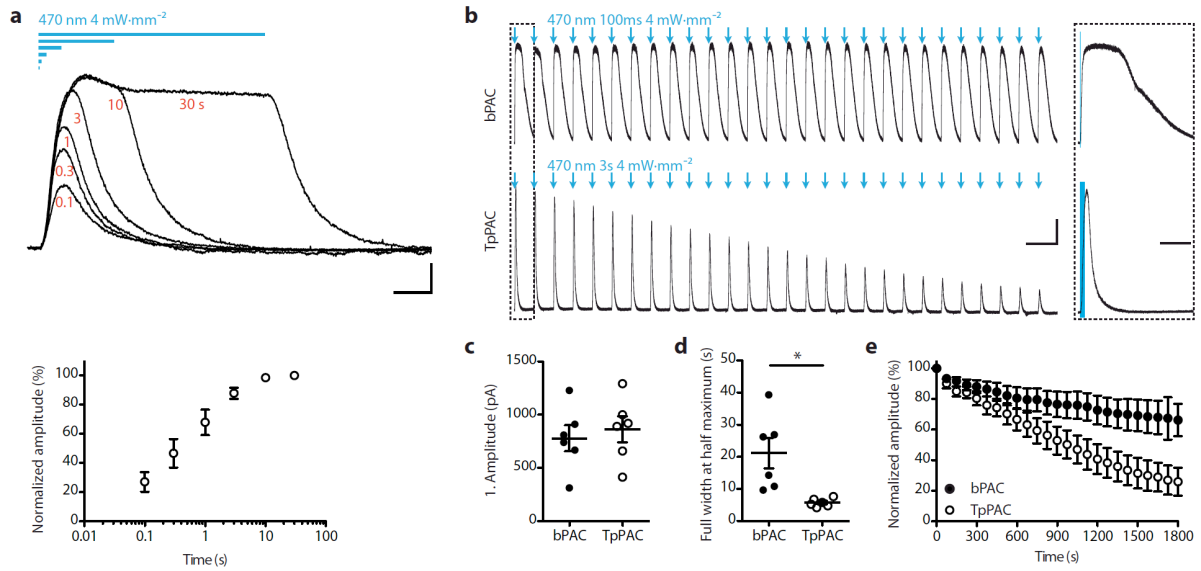 a
470 nm 4 mW·mm⁻²
3
10
30 s
1
0.3
0.1
Normalized amplitude (%)
100
80
60
40
20
0
0.01
0.1
1
10
100
Time (s)
b
470 nm 100ms 4 mW·mm⁻²
bPAC
470 nm 3s 4 mW·mm⁻²
TpPAC
c
1. Amplitude (pA)
1500
1000
500
0
bPAC
TpPAC
d
Full width at half maximum (s)
50
40
30
20
10
0
*
bPAC
TpPAC
e
Normalized amplitude (%)
100
80
60
40
20
0
bPAC
TpPAC
0
300
600
900
1200
1500
1800
Time (s)